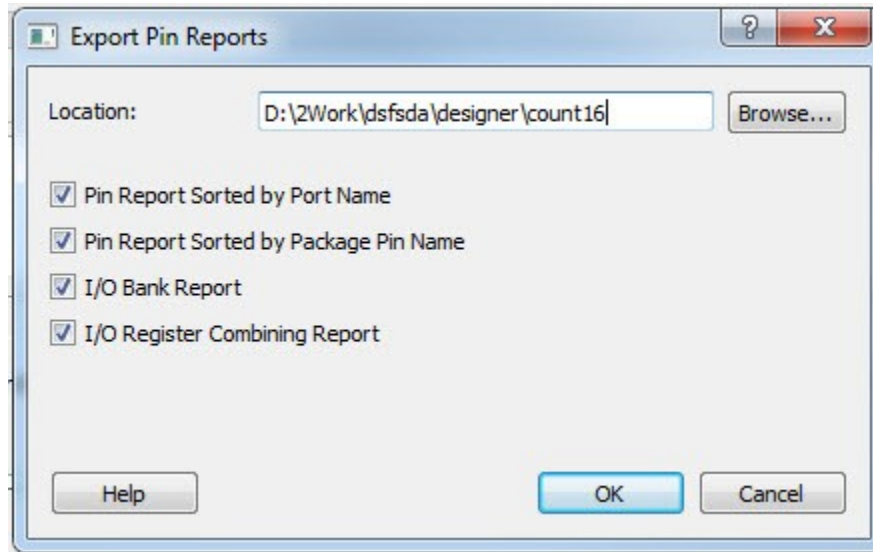 Export Pin Reports
Location: D:\2Work\dsfsda\designer\count16 Browse...
Pin Report Sorted by Port Name
Pin Report Sorted by Package Pin Name
I/O Bank Report
I/O Register Combining Report
Help OK Cancel